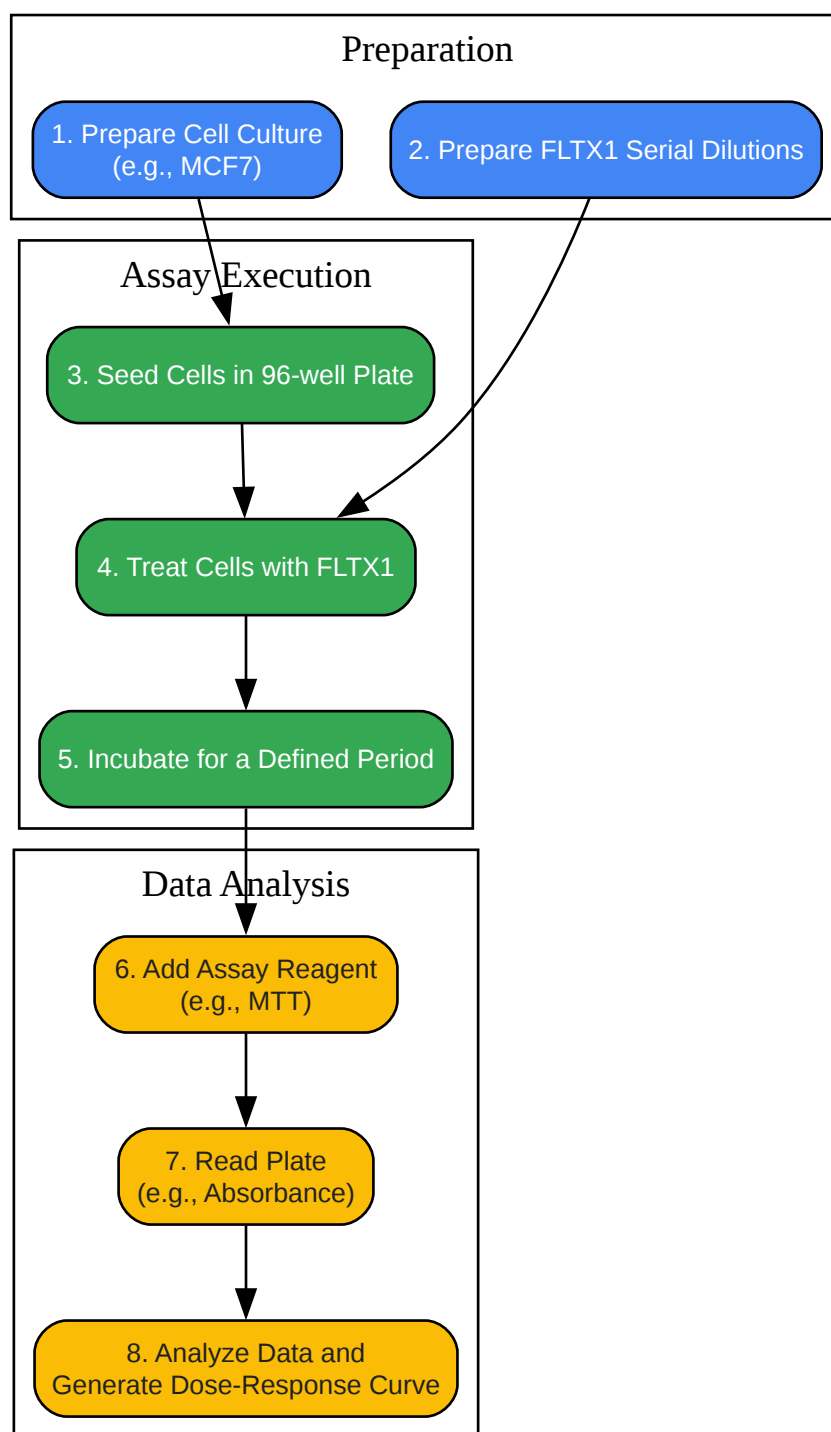 Preparation
1. Prepare Cell Culture
(e.g., MCF7)
2. Prepare FLTX1 Serial Dilutions
Assay Execution
3. Seed Cells in 96-well Plate
4. Treat Cells with FLTX1
5. Incubate for a Defined Period
Data Analysis
6. Add Assay Reagent
(e.g., MTT)
7. Read Plate
(e.g., Absorbance)
8. Analyze Data and
Generate Dose-Response Curve